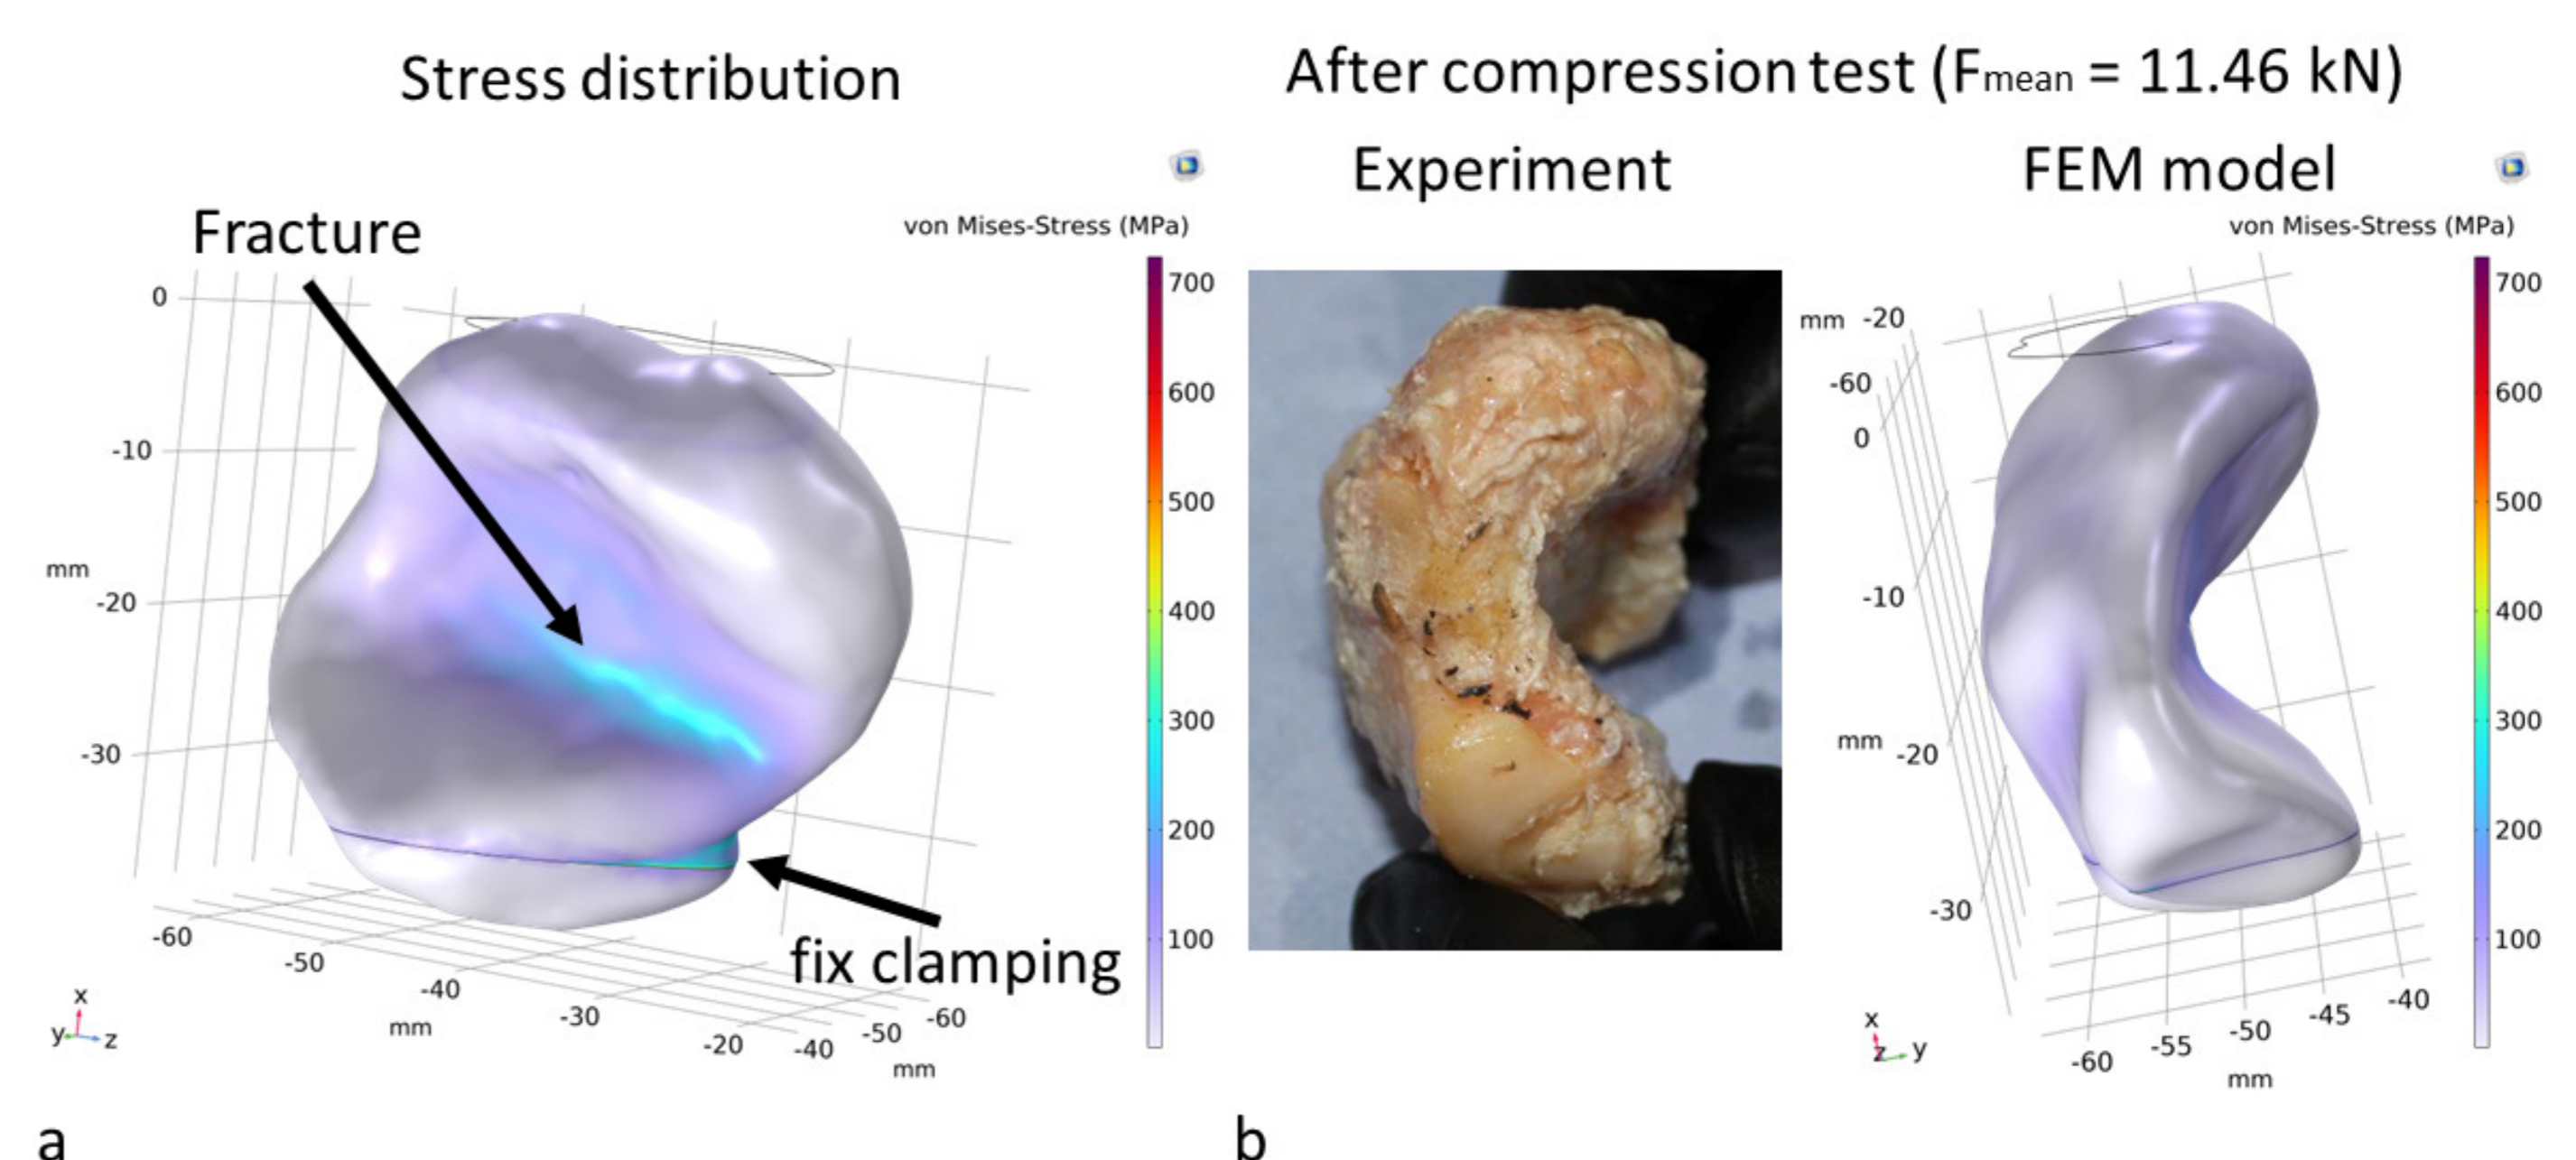 Stress distribution
After compression test (Fmean = 11.46 kN)
Experiment
FEM model
Fracture
von Mises-Stress (MPa)
700
600
500
400
300
200
100
0
-10
mm
-20
-30
-60
-50
-40
mm
-30
-20
-40
-50
-60
mm
fix clamping
x
y
z
von Mises-Stress (MPa)
700
600
500
400
300
200
100
mm
-20
-60
0
-10
mm
-20
-30
-60
-55
-50
-45
-40
mm
x
z
y
a
b